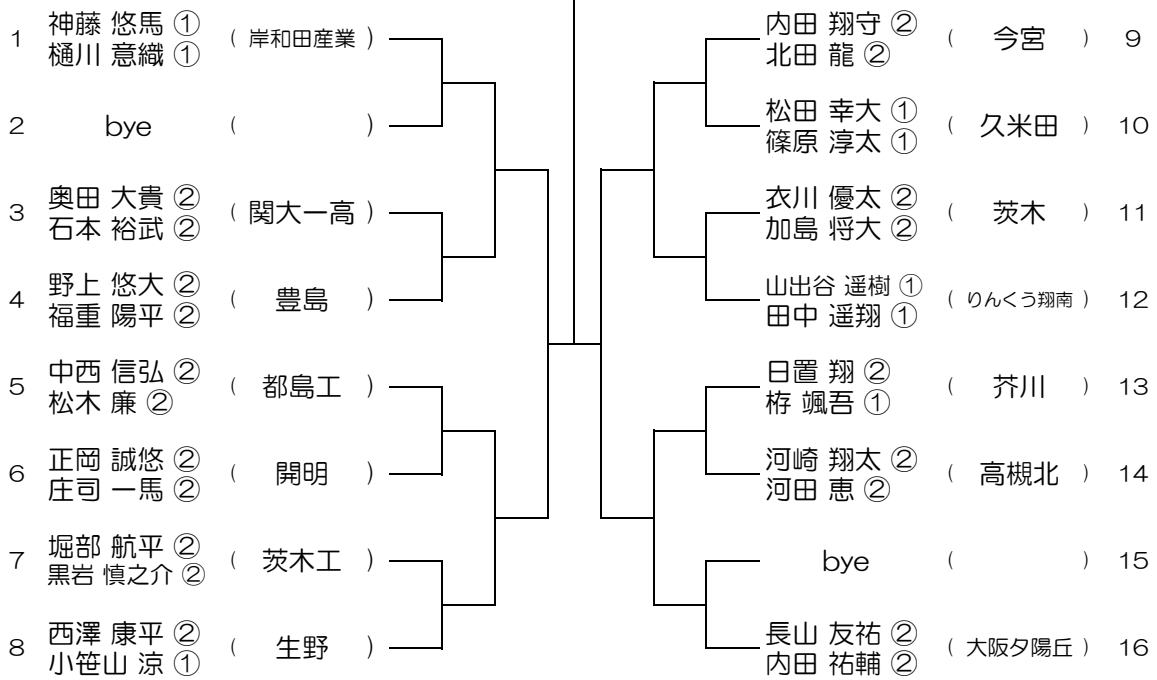 1 神藤 悠馬 ① ( 岸和田産業 )
樋川 意織 ①
2 bye ( )
3 奥田 大貴 ② ( 関大一高 )
石本 裕武 ②
4 野上 悠大 ② ( 豊島 )
福重 陽平 ②
5 中西 信弘 ② ( 都島工 )
松木 廉 ②
6 正岡 誠悠 ② ( 開明 )
庄司 一馬 ②
7 堀部 航平 ② ( 茨木工 )
黒岩 慎之介 ②
8 西澤 康平 ② ( 生野 )
小笹山 涼 ①
内田 翔守 ② ( 今宮 ) 9
北田 龍 ②
松田 幸大 ① ( 久米田 ) 10
篠原 淳太 ①
衣川 優太 ② ( 茨木 ) 11
加島 将大 ②
山出谷 遥樹 ① ( りんくう翔南 ) 12
田中 遥翔 ①
日置 翔 ② ( 芥川 ) 13
栫 颯吾 ①
河崎 翔太 ② ( 高槻北 ) 14
河田 恵 ②
bye ( ) 15
長山 友祐 ② ( 大阪夕陽丘 ) 16
内田 祐輔 ②